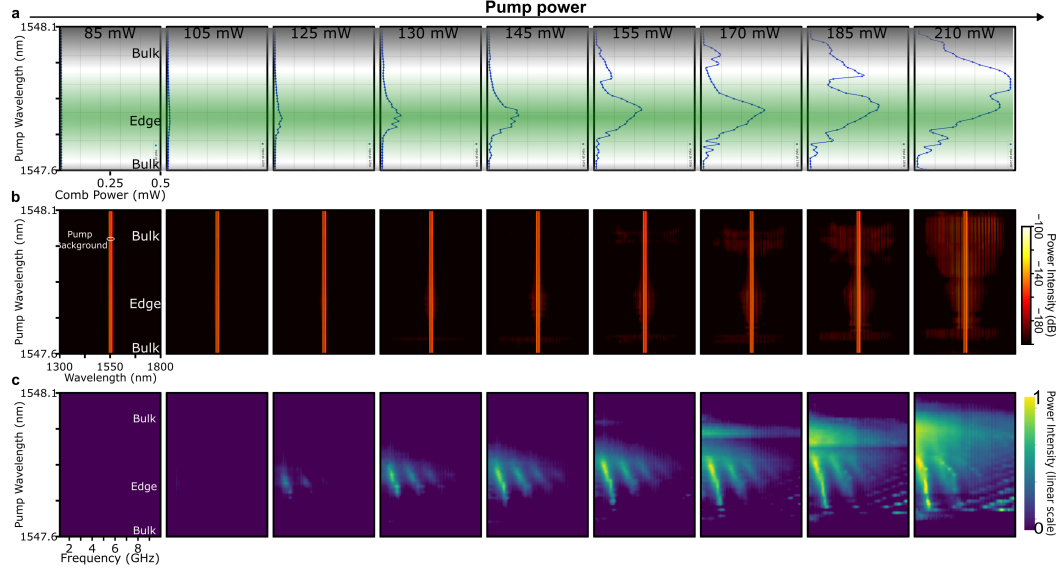 Pump power
a
1548.1
85 mW
105 mW
125 mW
130 mW
145 mW
155 mW
170 mW
185 mW
210 mW
Pump Wavelength (nm)
Bulk
Edge
Bulk
1547.6
0.25
0.5
Comb Power (mW)
b
1548.1
Pump Wavelength (nm)
Bulk
Pump
Background
Edge
Bulk
1547.6
1300
1550
1800
Wavelength (nm)
−100
−140
−180
Power Intensity (dB)
c
1548.1
Pump Wavelength (nm)
Bulk
Edge
Bulk
1547.6
2
4
6
8
Frequency (GHz)
1
0
Power Intensity (linear scale)